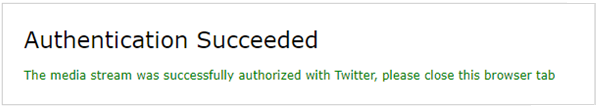 Authentication Succeeded
The media stream was successfully authorized with Twitter, please close this browser tab